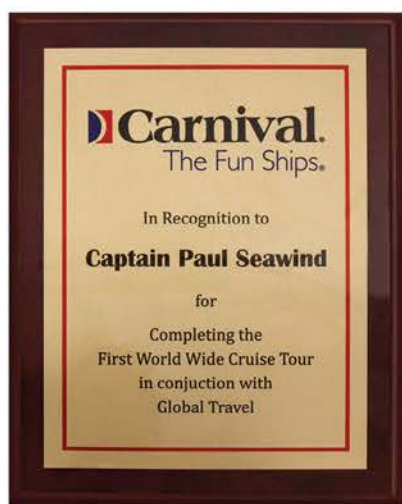 Carnival.
The Fun Ships®
In Recognition to
Captain Paul Seawind
for
Completing the
First World Wide Cruise Tour
in conjuction with
Global Travel